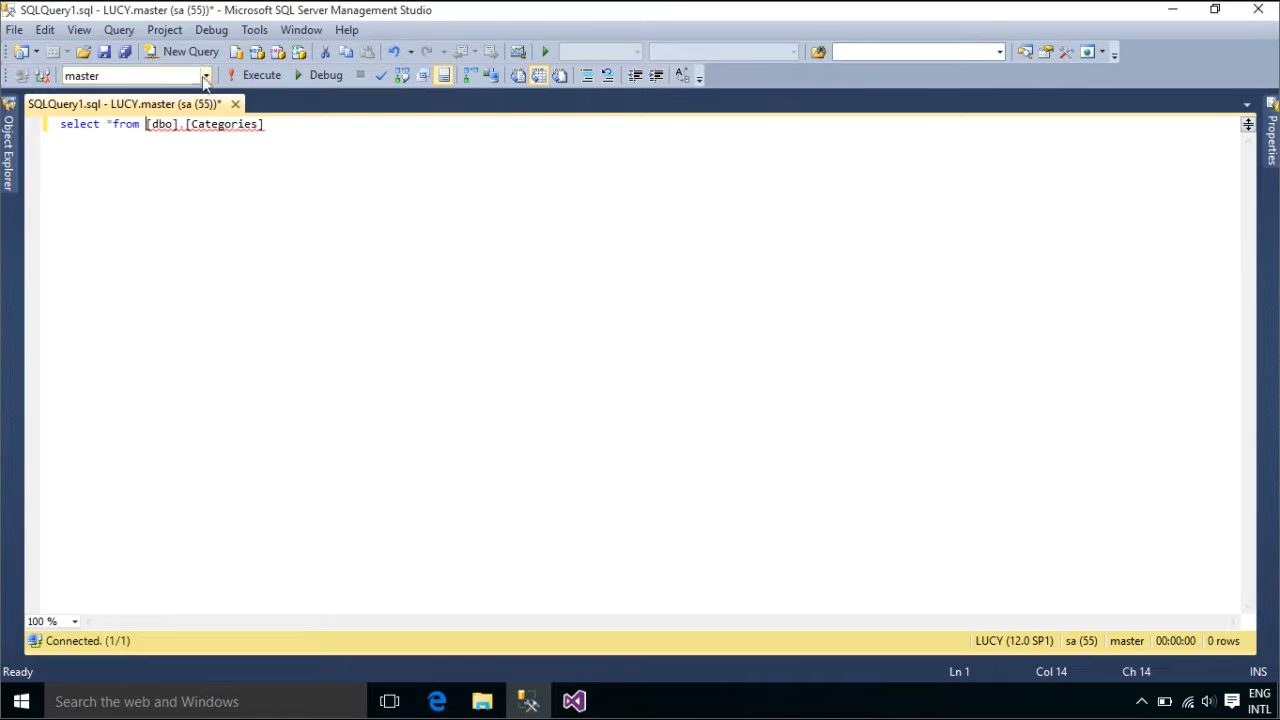 SQLQuery1.sql - LUCY.master (sa (55))* - Microsoft SQL Server Management Studio
File Edit View Query Project Debug Tools Window Help
New Query
master Execute Debug
SQLQuery1.sql - LUCY.master (sa (55))*
Object Explorer
Properties
select *from [dbo].[Categories]
100 %
Connected. (1/1) LUCY (12.0 SP1) sa (55) master 00:00:00 0 rows
Ready Ln 1 Col 14 Ch 14 INS
Search the web and Windows
ENG
INTL